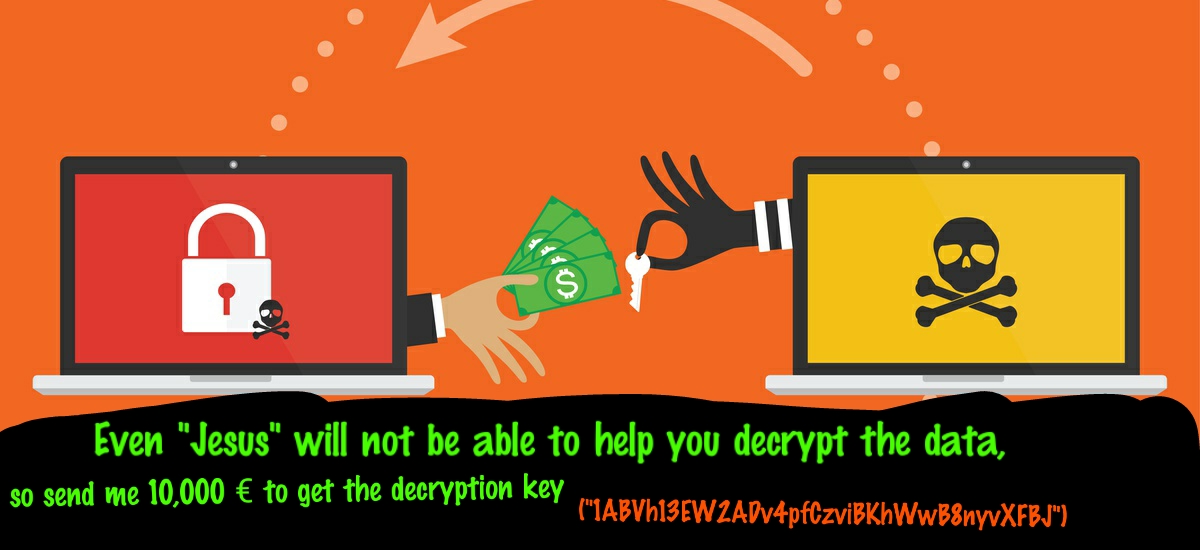 Even "Jesus" will not be able to help you decrypt the data,
so send me 10,000 € to get the decryption key
("1ABVh13EW2ADv4pfCzviBKhWwB8nyvXFBJ")